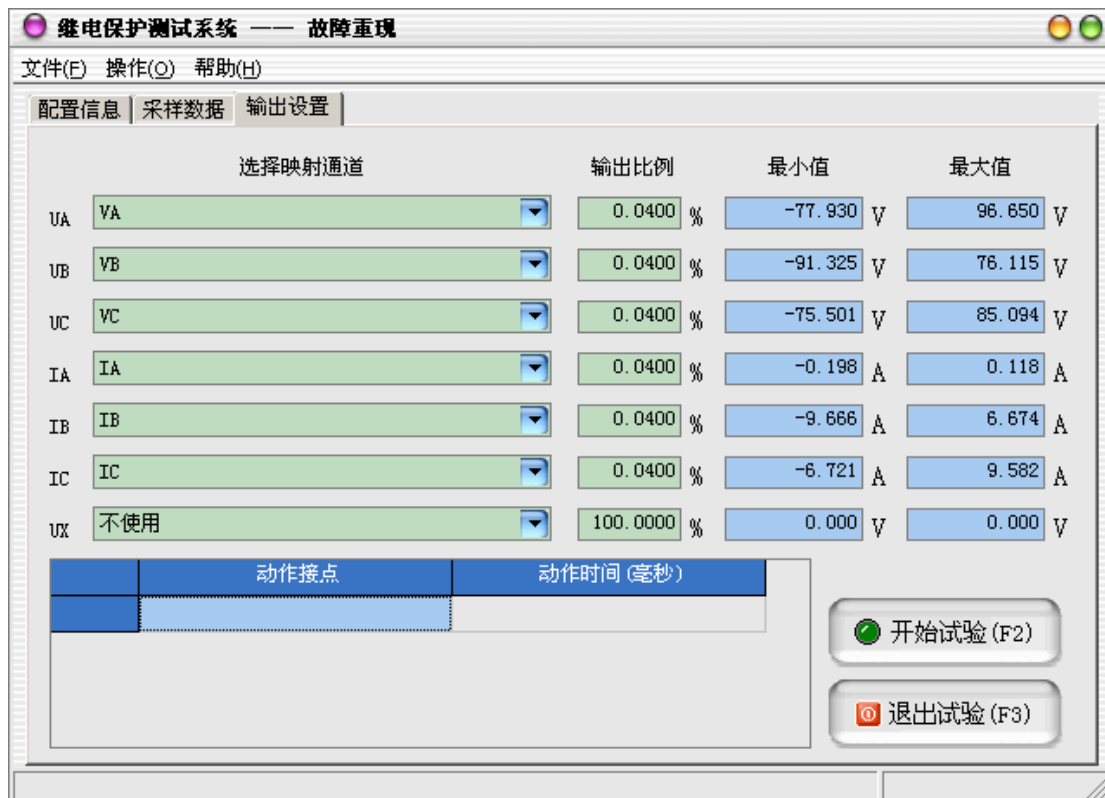 继电保护测试系统 —— 故障重现
文件(F) 操作(O) 帮助(H)
配置信息 采样数据 输出设置
选择映射通道 输出比例 最小值 最大值
UA VA 0.0400 % -77.930 V 96.650 V
UB VB 0.0400 % -91.325 V 76.115 V
UC VC 0.0400 % -75.501 V 85.094 V
IA IA 0.0400 % -0.198 A 0.118 A
IB IB 0.0400 % -9.666 A 6.674 A
IC IC 0.0400 % -6.721 A 9.582 A
UX 不使用 100.0000 % 0.000 V 0.000 V
动作接点 动作时间(毫秒)
开始试验(F2)
退出试验(F3)